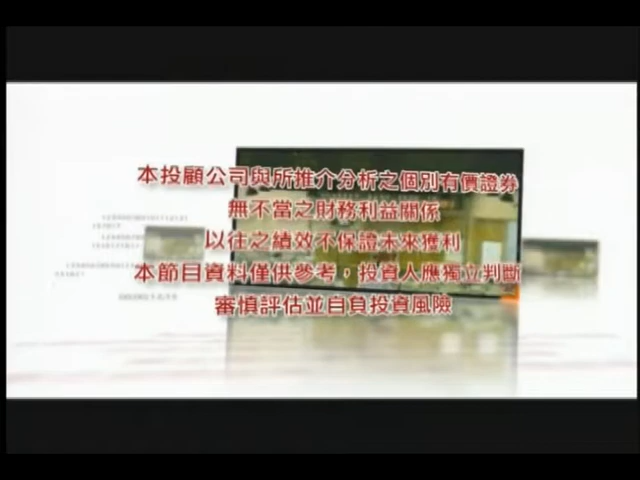 本投顧公司與所推介分析之個別有價證券
無不當之財務利益關係
以往之績效不保證未來獲利
本節目資料僅供參考，投資人應獨立判斷
審慎評估並自負投資風險